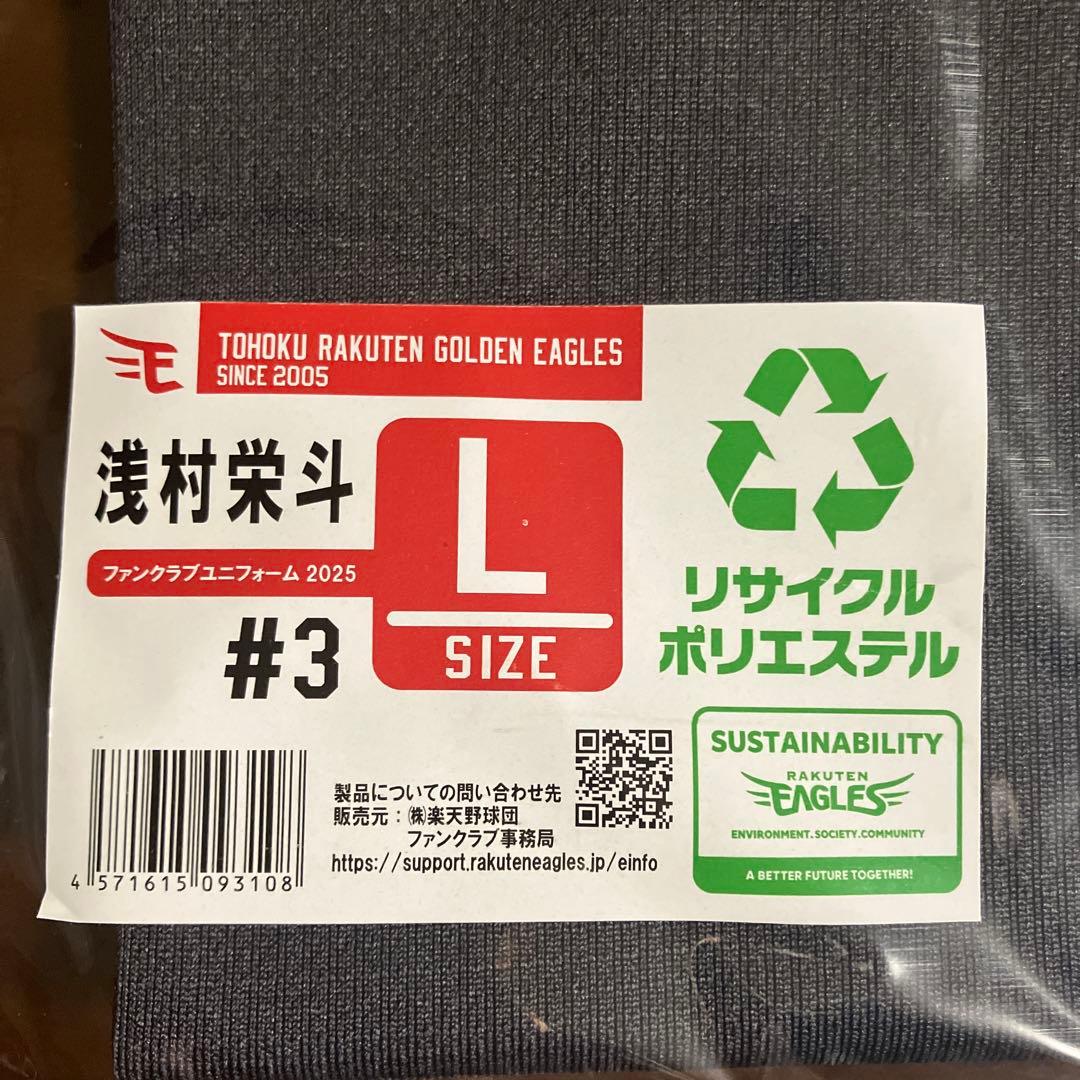 TOHOKU RAKUTEN GOLDEN EAGLES
SINCE 2005
浅村栄斗
ファンクラブユニフォーム 2025
#3
L
SIZE
リサイクル
ポリエステル
SUSTAINABILITY
RAKUTEN
EAGLES
ENVIRONMENT.SOCIETY.COMMUNITY
A BETTER FUTURE TOGETHER!
製品についての問い合わせ先
販売元：㈱楽天野球団
ファンクラブ事務局
https://support.rakuteneagles.jp/einfo
4 571615 093108